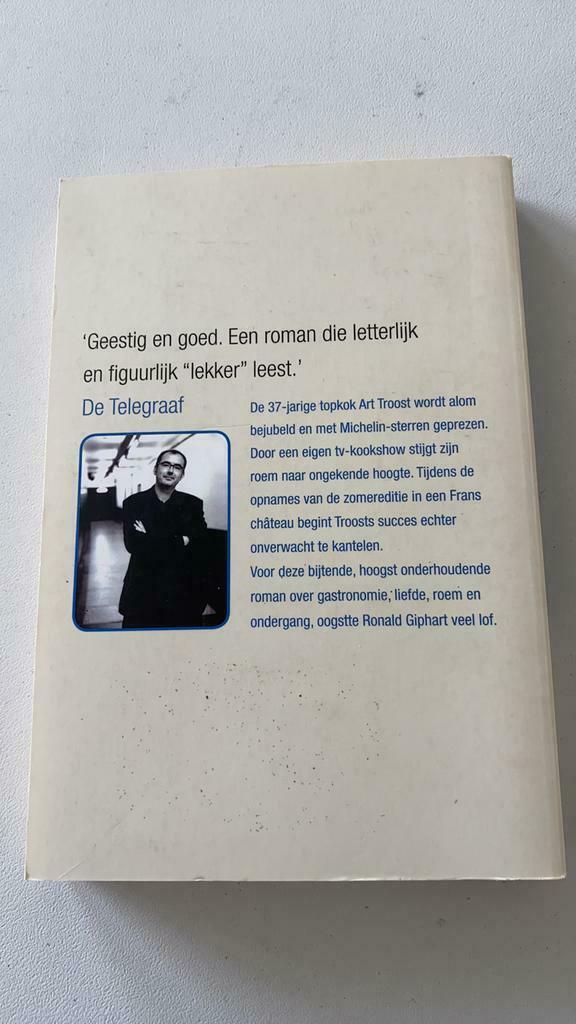 ‘Geestig en goed. Een roman die letterlijk
en figuurlijk “lekker” leest.’
De Telegraaf
De 37-jarige topkok Art Troost wordt alom
bejubeld en met Michelin-sterren geprezen.
Door een eigen tv-kookshow stijgt zijn
roem naar ongekende hoogte. Tijdens de
opnames van de zomereditie in een Frans
château begint Troosts succes echter
onverwacht te kantelen.
Voor deze bijtende, hoogst onderhoudende
roman over gastronomie, liefde, roem en
ondergang, oogstte Ronald Giphart veel lof.